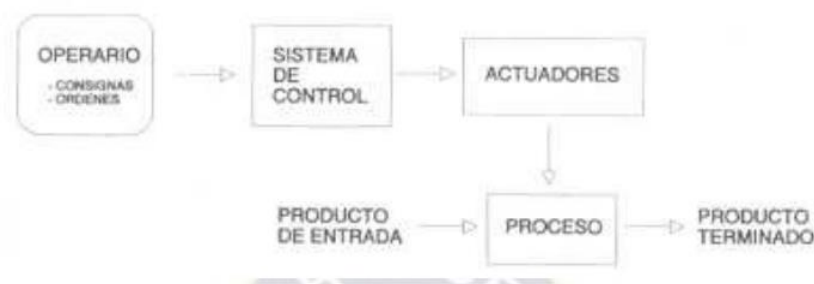 OPERARIO
- CONSIGNAS
- ORDENES
SISTEMA
DE
CONTROL
ACTUADORES
PRODUCTO
DE ENTRADA
PROCESO
PRODUCTO
TERMINADO